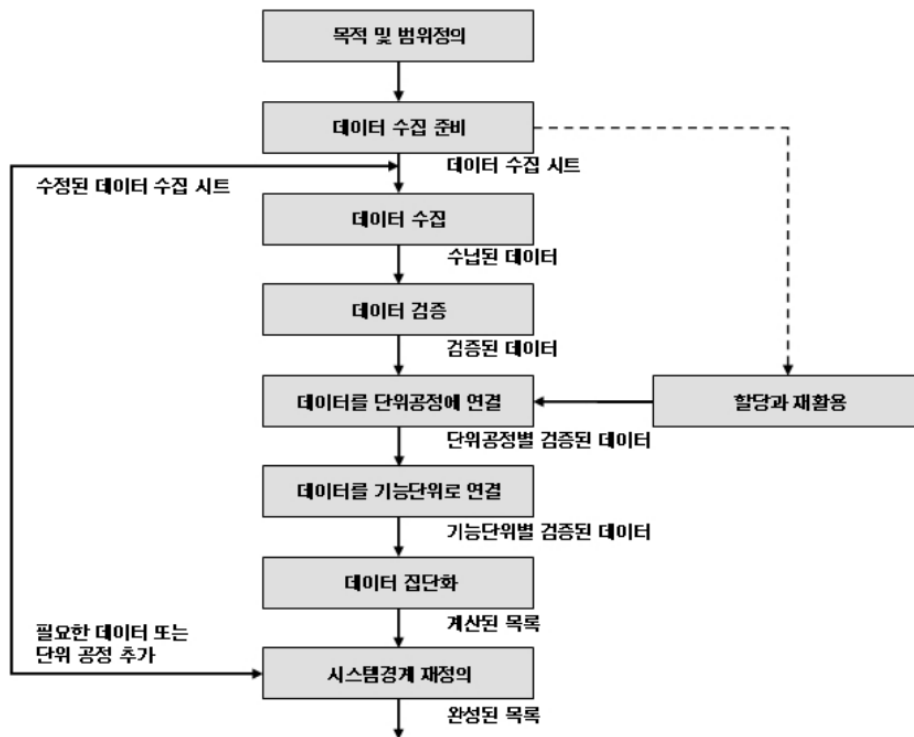 목적 및 범위정의
데이터 수집 준비
데이터 수집 시트
수정된 데이터 수집 시트
데이터 수집
수납된 데이터
데이터 검증
검증된 데이터
데이터를 단위공정에 연결
할당과 재활용
단위공정별 검증된 데이터
데이터를 기능단위로 연결
기능단위별 검증된 데이터
데이터 집단화
계산된 목록
필요한 데이터 또는
단위 공정 추가
시스템경계 재정의
완성된 목록